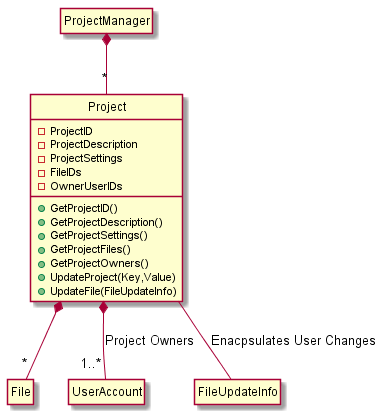 ProjectManager
*
Project
ProjectID
ProjectDescription
ProjectSettings
FileIDs
OwnerUserIDs
GetProjectID()
GetProjectDescription()
GetProjectSettings()
GetProjectFiles()
GetProjectOwners()
UpdateProject(Key,Value)
UpdateFile(FileUpdateInfo)
Project Owners
Enacpsulates User Changes
*
1..*
File
UserAccount
FileUpdateInfo